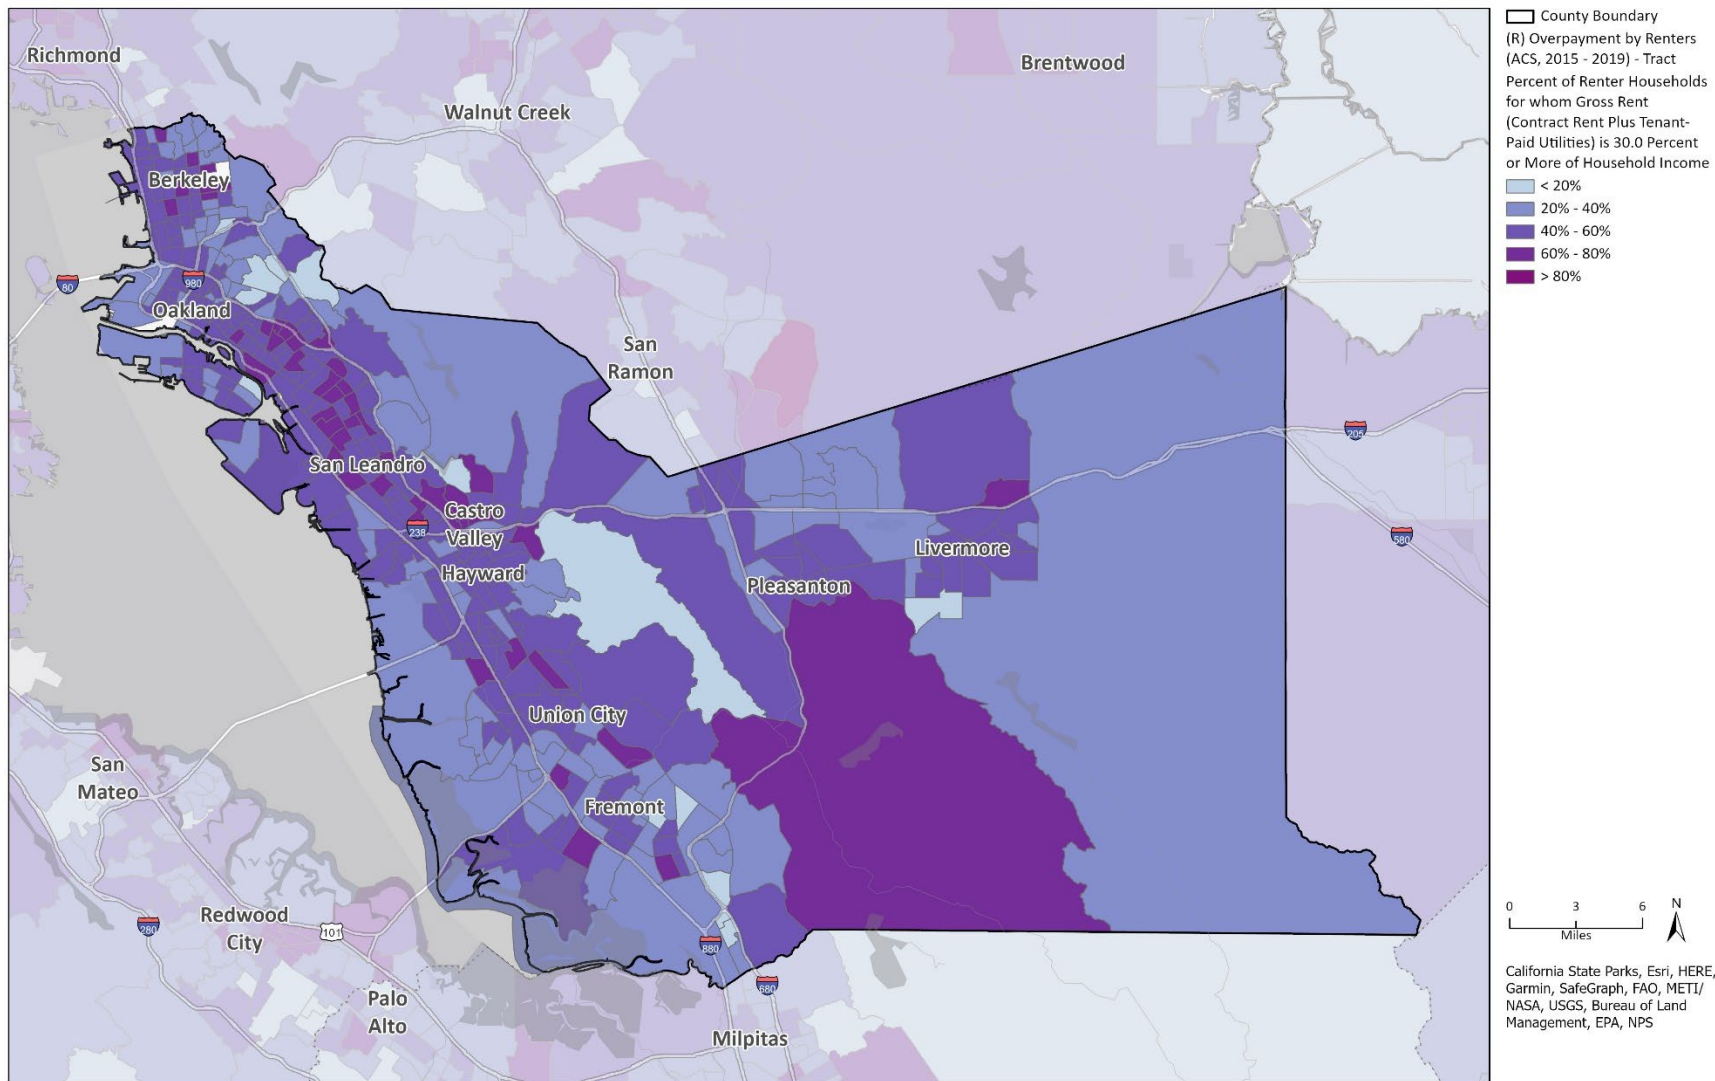 Richmond
Brentwood
Walnut Creek
Berkeley
80
980
Oakland
San
Ramon
205
San Leandro
Castro
Valley
238
580
Livermore
Hayward
Pleasanton
Union City
San
Mateo
Fremont
Redwood
City
280
101
880
680
Palo
Alto
Milpitas
County Boundary
(R) Overpayment by Renters
(ACS, 2015 - 2019) - Tract
Percent of Renter Households
for whom Gross Rent
(Contract Rent Plus Tenant-
Paid Utilities) is 30.0 Percent
or More of Household Income
< 20%
20% - 40%
40% - 60%
60% - 80%
> 80%
0 3 6
Miles
N
California State Parks, Esri, HERE,
Garmin, SafeGraph, FAO, METI/
NASA, USGS, Bureau of Land
Management, EPA, NPS